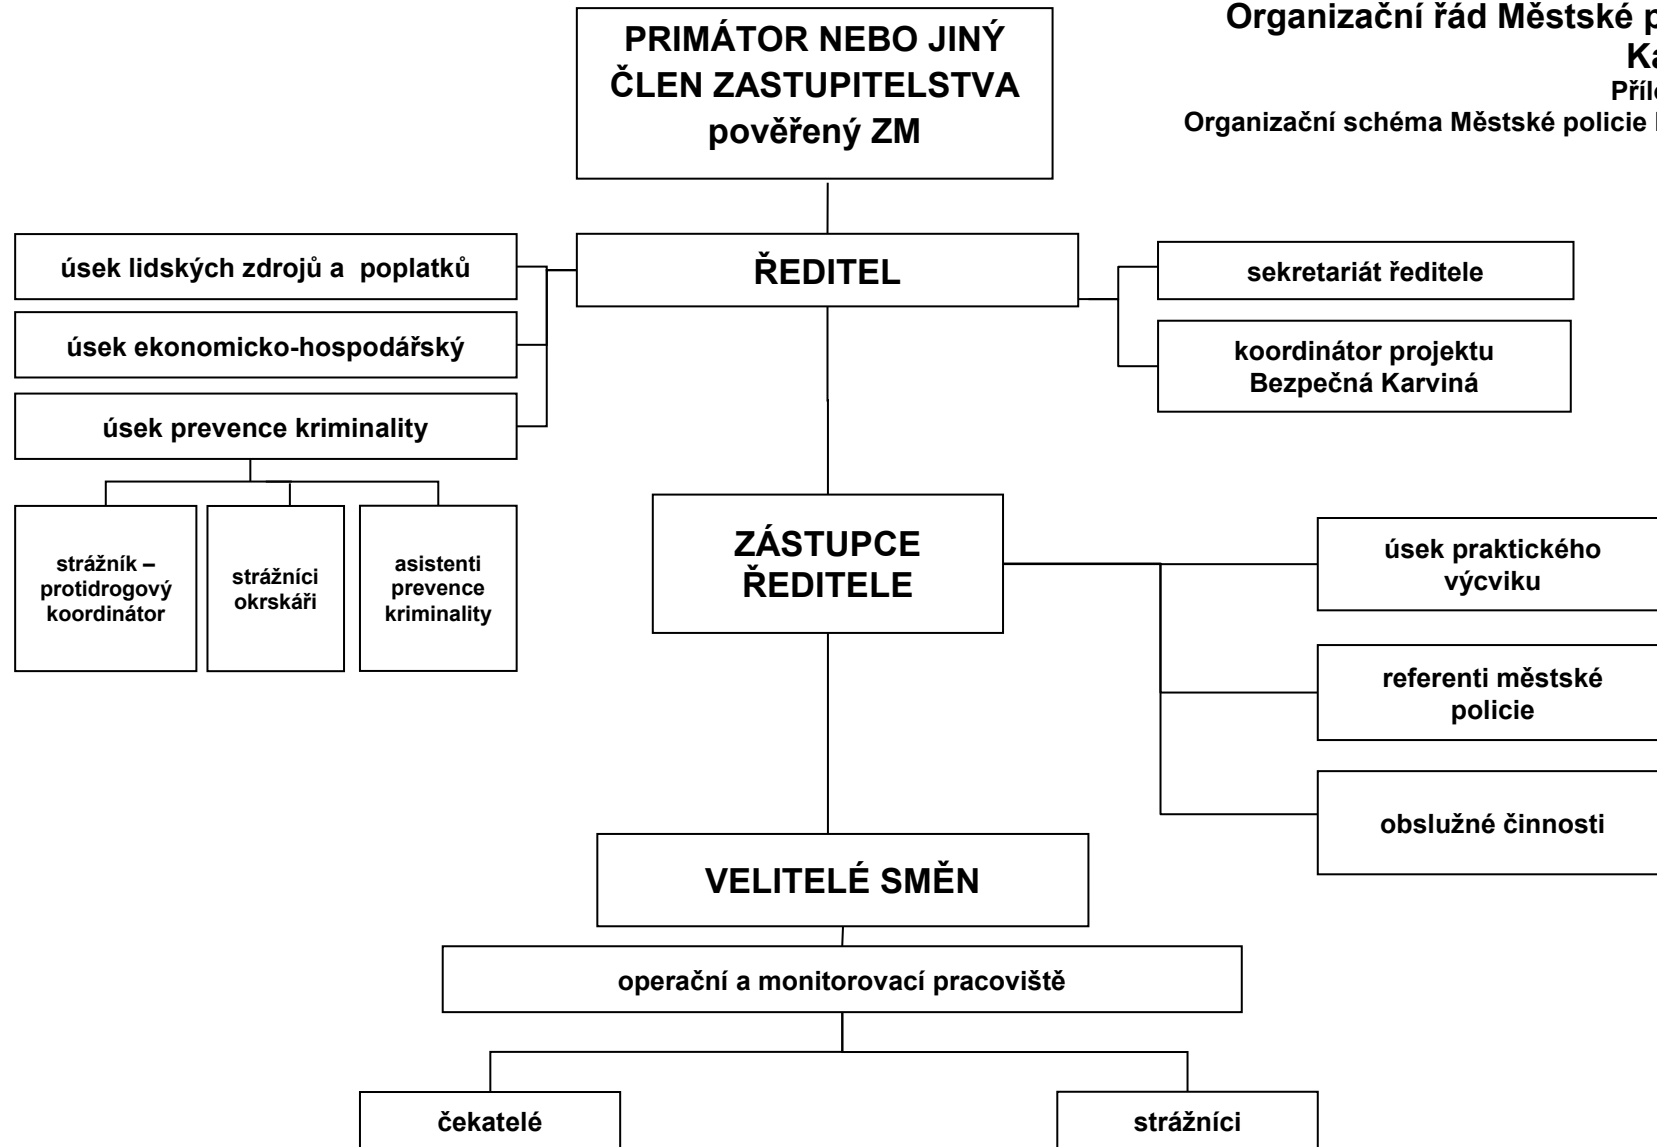 PRIMÁTOR NEBO JINÝ
ČLEN ZASTUPITELSTVA
pověřený ZM
Organizační řád Městské
Organizační schéma Městské policie
úsek lidských zdrojů a poplatků
ŘEDITEL
sekretariát ředitele
úsek ekonomicko-hospodářský
koordinátor projektu
Bezpečná Karviná
úsek prevence kriminality
strážník –
protidrogový
koordinátor
strážníci
okrskáři
asistenti
prevence
kriminality
ZÁSTUPCE
ŘEDITELE
úsek praktického
výcviku
referenti městské
policie
obslužné činnosti
VELITELÉ SMĚN
operační a monitorovací pracoviště
čekatelé
strážníci